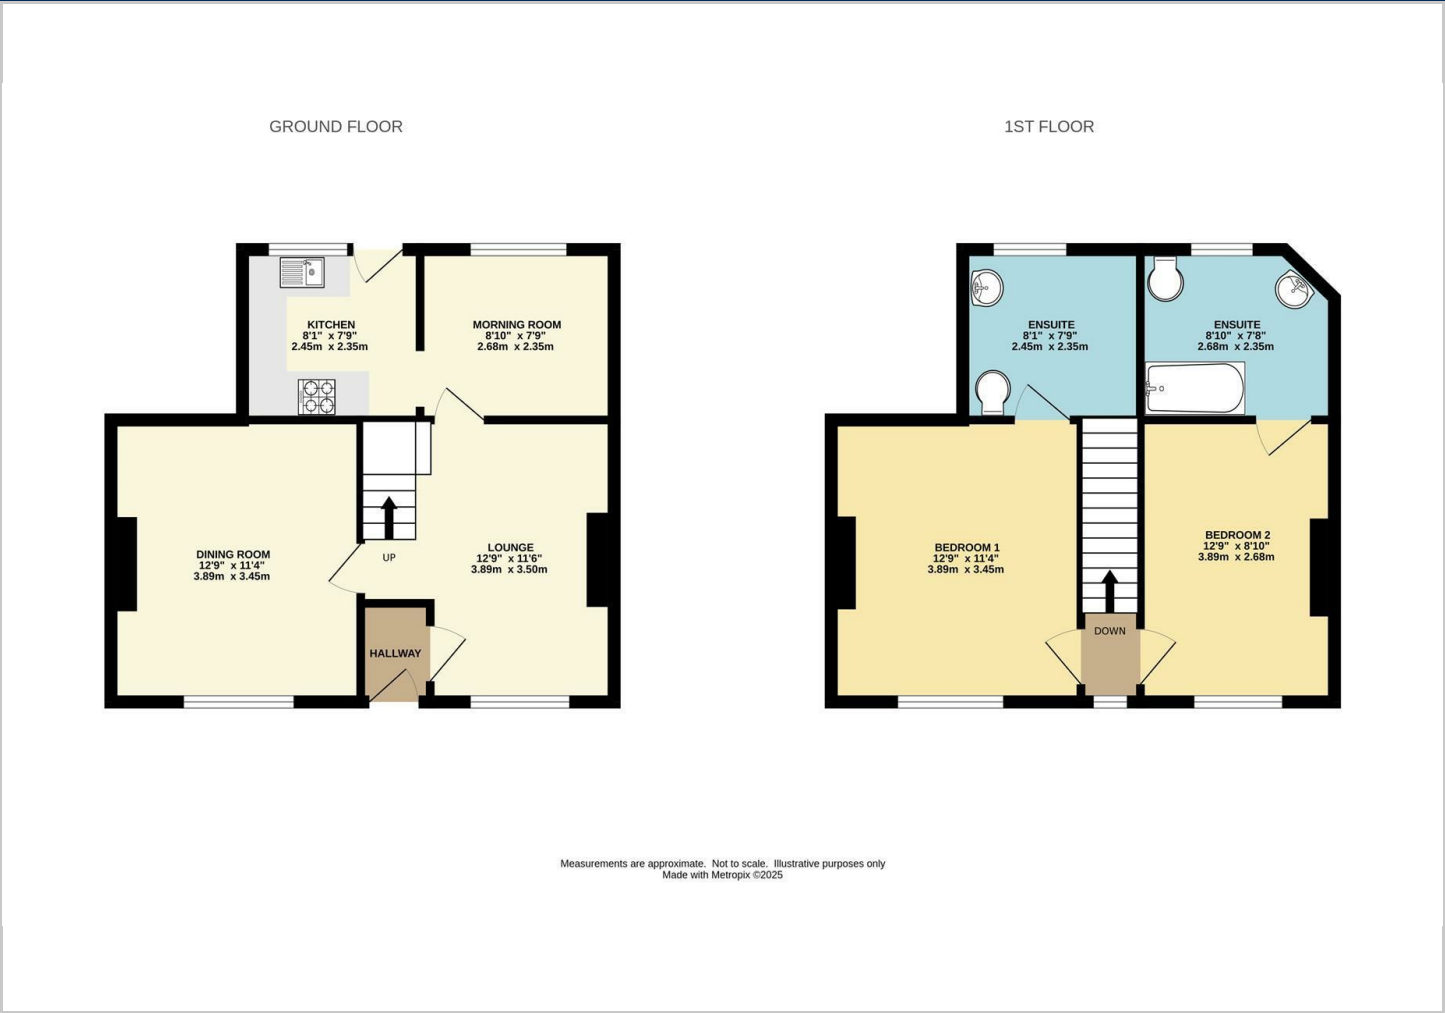 GROUND FLOOR
KITCHEN
8'1" x 7'9"
2.45m x 2.35m
MORNING ROOM
8'10" x 7'9"
2.68m x 2.35m
DINING ROOM
12'9" x 11'4"
3.89m x 3.45m
UP
LOUNGE
12'9" x 11'6"
3.89m x 3.50m
HALLWAY
1ST FLOOR
ENSUITE
8'1" x 7'9"
2.45m x 2.35m
ENSUITE
8'10" x 7'8"
2.68m x 2.35m
BEDROOM 1
12'9" x 11'4"
3.89m x 3.45m
BEDROOM 2
12'9" x 8'10"
3.89m x 2.68m
DOWN
Measurements are approximate. Not to scale. Illustrative purposes only
Made with Metropix ©2025